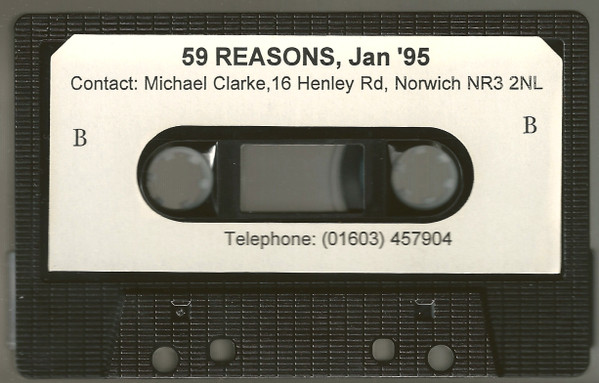 59 REASONS, Jan '95
Contact: Michael Clarke,16 Henley Rd, Norwich NR3 2NL
B
B
Telephone: (01603) 457904